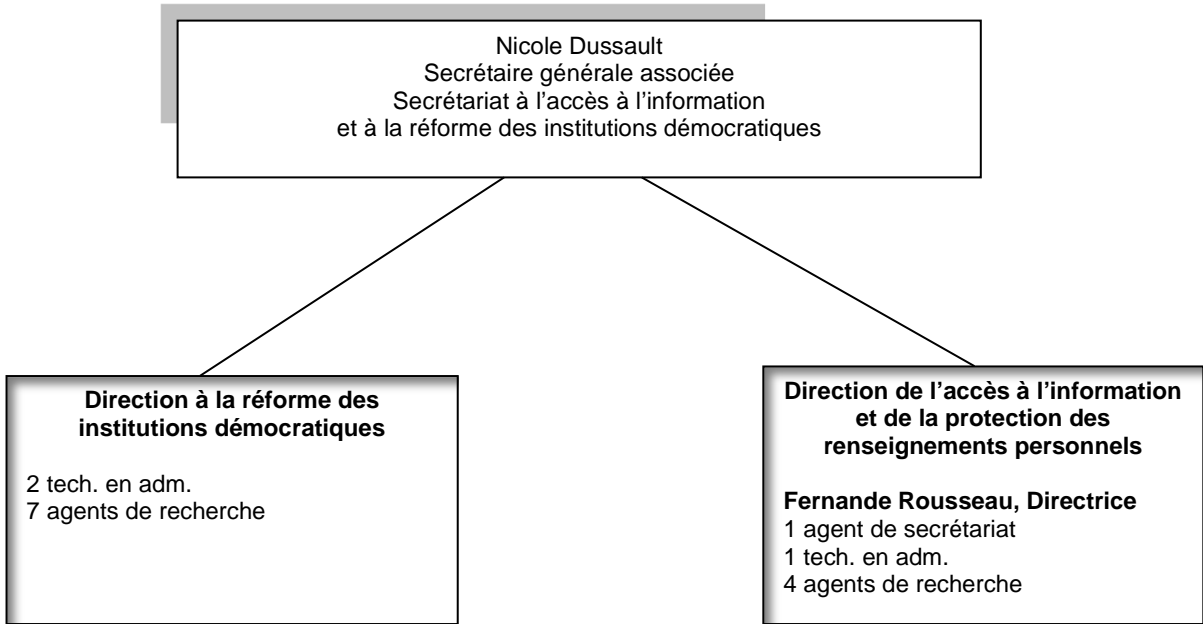 Nicole Dussault
Secrétaire générale associée
Secrétariat à l’accès à l’information
et à la réforme des institutions démocratiques
Direction à la réforme des
institutions démocratiques
2 tech. en adm.
7 agents de recherche
Direction de l’accès à l’information
et de la protection des
renseignements personnels
Fernande Rousseau, Directrice
1 agent de secrétariat
1 tech. en adm.
4 agents de recherche